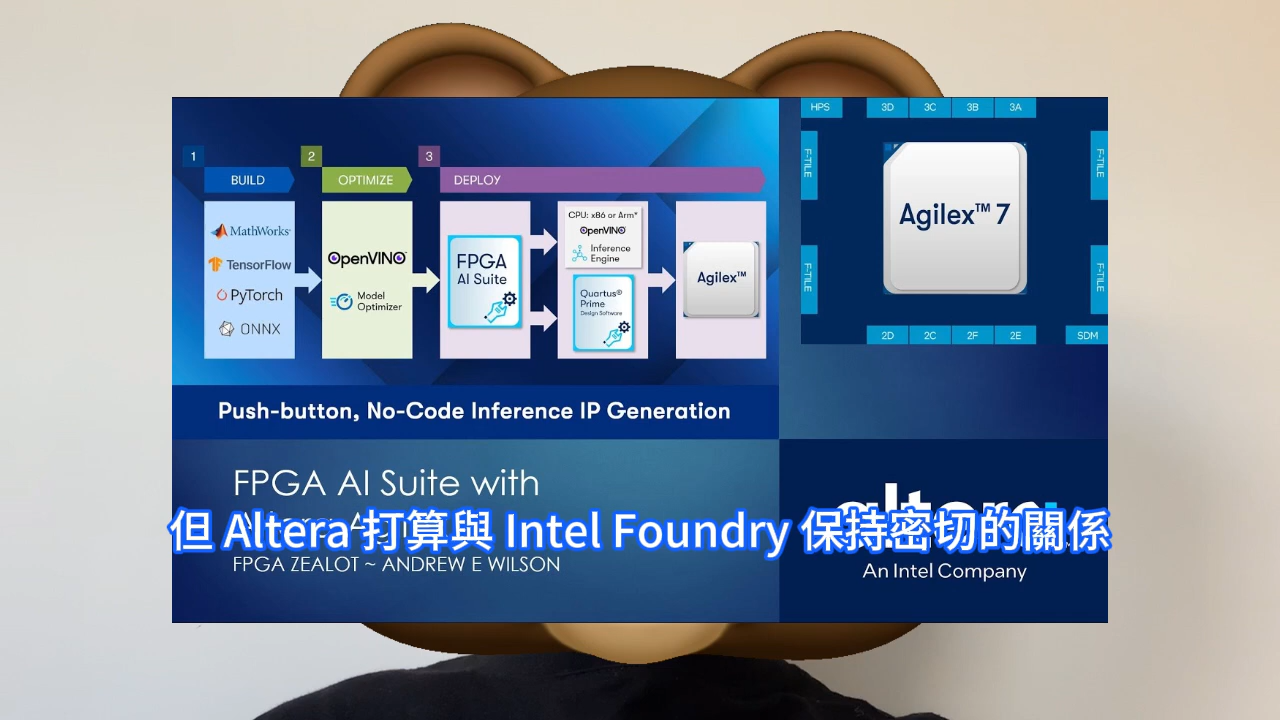 1
BUILD
MathWorks®
TensorFlow
PyTorch
ONNX
2
OPTIMIZE
OpenVINO
Model
Optimizer
3
DEPLOY
FPGA
AI Suite
CPU: x86 or Arm*
OpenVINO
Inference
Engine
Quartus®
Prime
Design Software
Agilex™
Push-button, No-Code Inference IP Generation
HPS
3D
3C
3B
3A
F-TILE
F-TILE
Agilex™ 7
F-TILE
F-TILE
2D
2C
2F
2E
SDM
FPGA AI Suite with
但 Altera 打算與 Intel Foundry 保持密切的關係
FPGA ZEALOT ~ ANDREW E WILSON
altera
An Intel Company